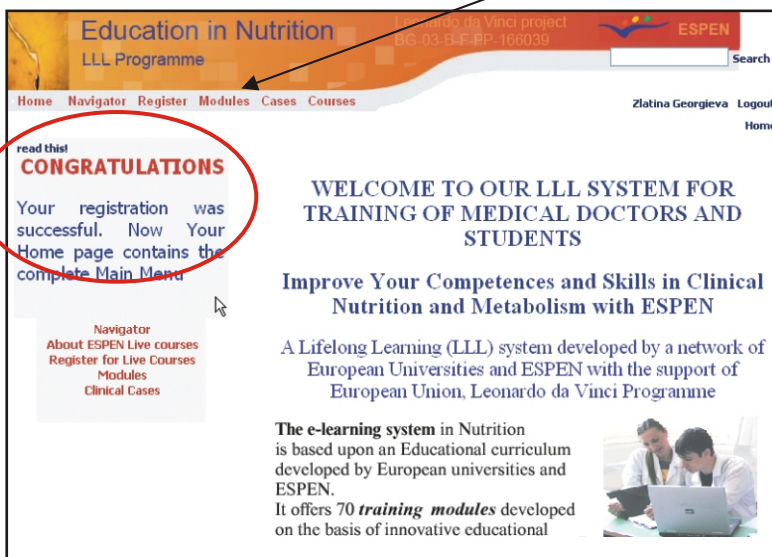 Education in Nutrition
LLL Programme
Leonardo da Vinci project
BG-03-B-F-PP-166039
ESPEN
Search
Home Navigator Register Modules Cases Courses
Zlatina Georgieva Logout
Home
read this!
CONGRATULATIONS
Your registration was
successful. Now Your
Home page contains the
complete Main Menu
Navigator
About ESPEN Live courses
Register for Live Courses
Modules
Clinical Cases
WELCOME TO OUR LLL SYSTEM FOR
TRAINING OF MEDICAL DOCTORS AND
STUDENTS
Improve Your Competences and Skills in Clinical
Nutrition and Metabolism with ESPEN
A Lifelong Learning (LLL) system developed by a network of
European Universities and ESPEN with the support of
European Union, Leonardo da Vinci Programme
The e-learning system in Nutrition
is based upon an Educational curriculum
developed by European universities and
ESPEN.
It offers 70 training modules developed
on the basis of innovative educational